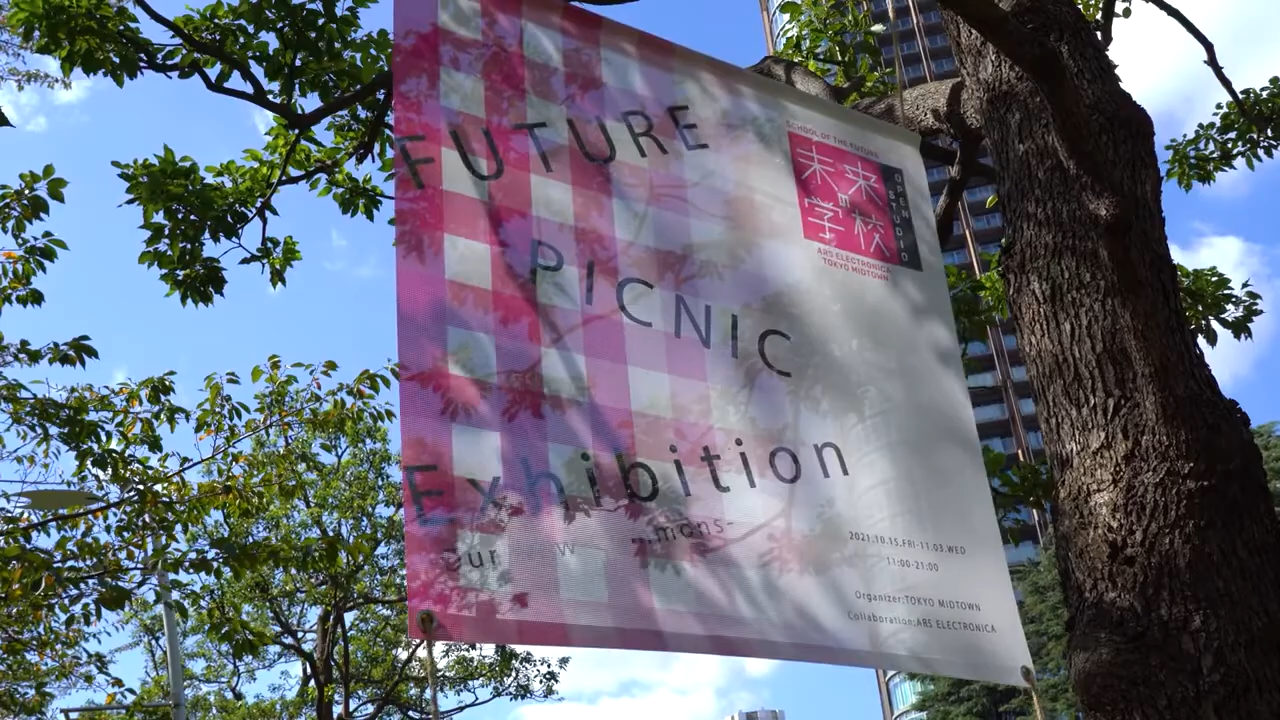 FUTURE
PICNIC
Exhibition
SCHOOL OF THE FUTURE
未来
の
学校
OPEN STUDIO
ARS ELECTRONICA
TOKYO MIDTOWN
2021.10.15.FRI-11.03.WED
11:00-21:00
Organizer:TOKYO MIDTOWN
Collaboration:ARS ELECTRONICA